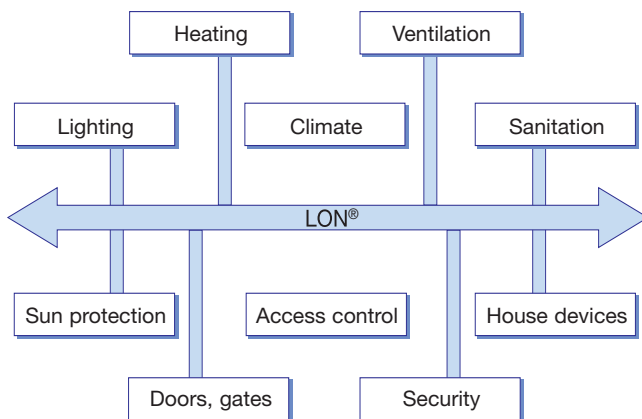 Heating
Ventilation
Lighting
Climate
Sanitation
LON®
Sun protection
Access control
House devices
Doors, gates
Security